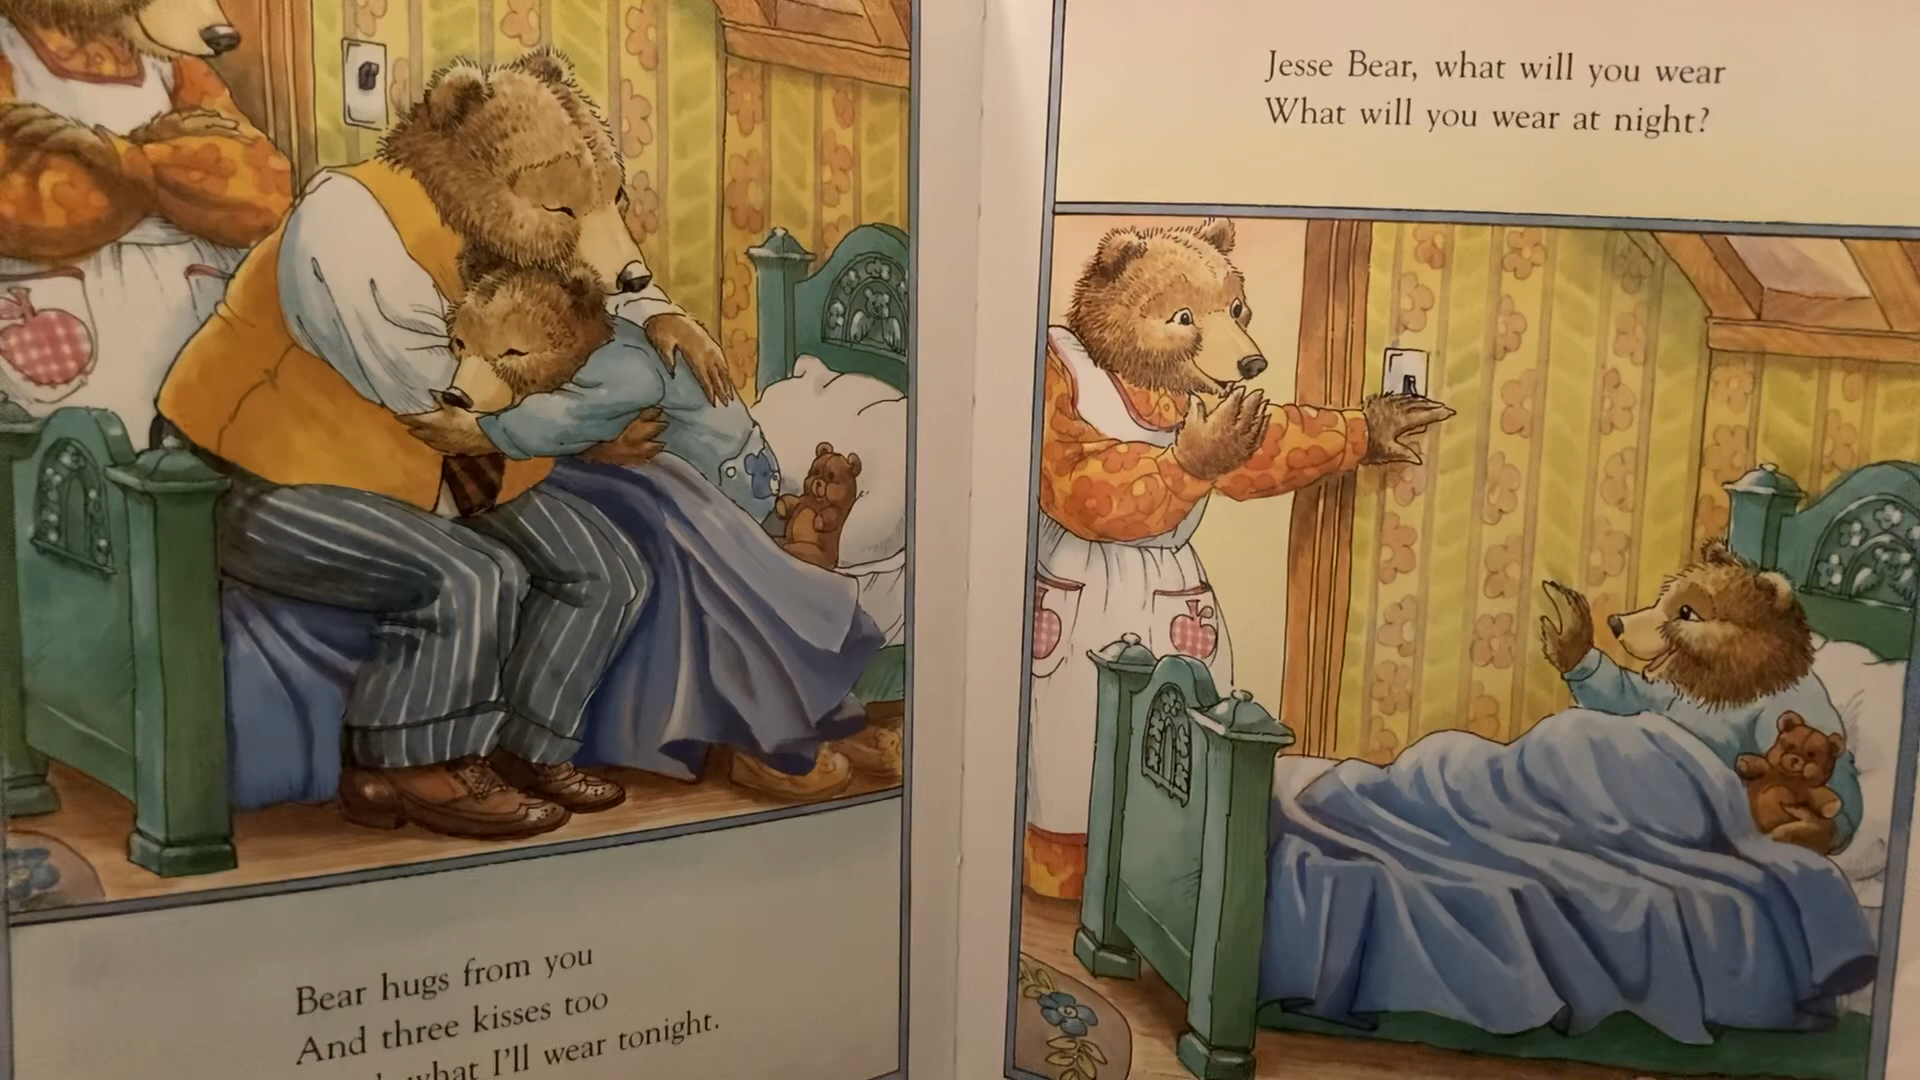 Bear hugs from you
And three kisses too
what I'll wear tonight.
Jesse Bear, what will you wear
What will you wear at night?